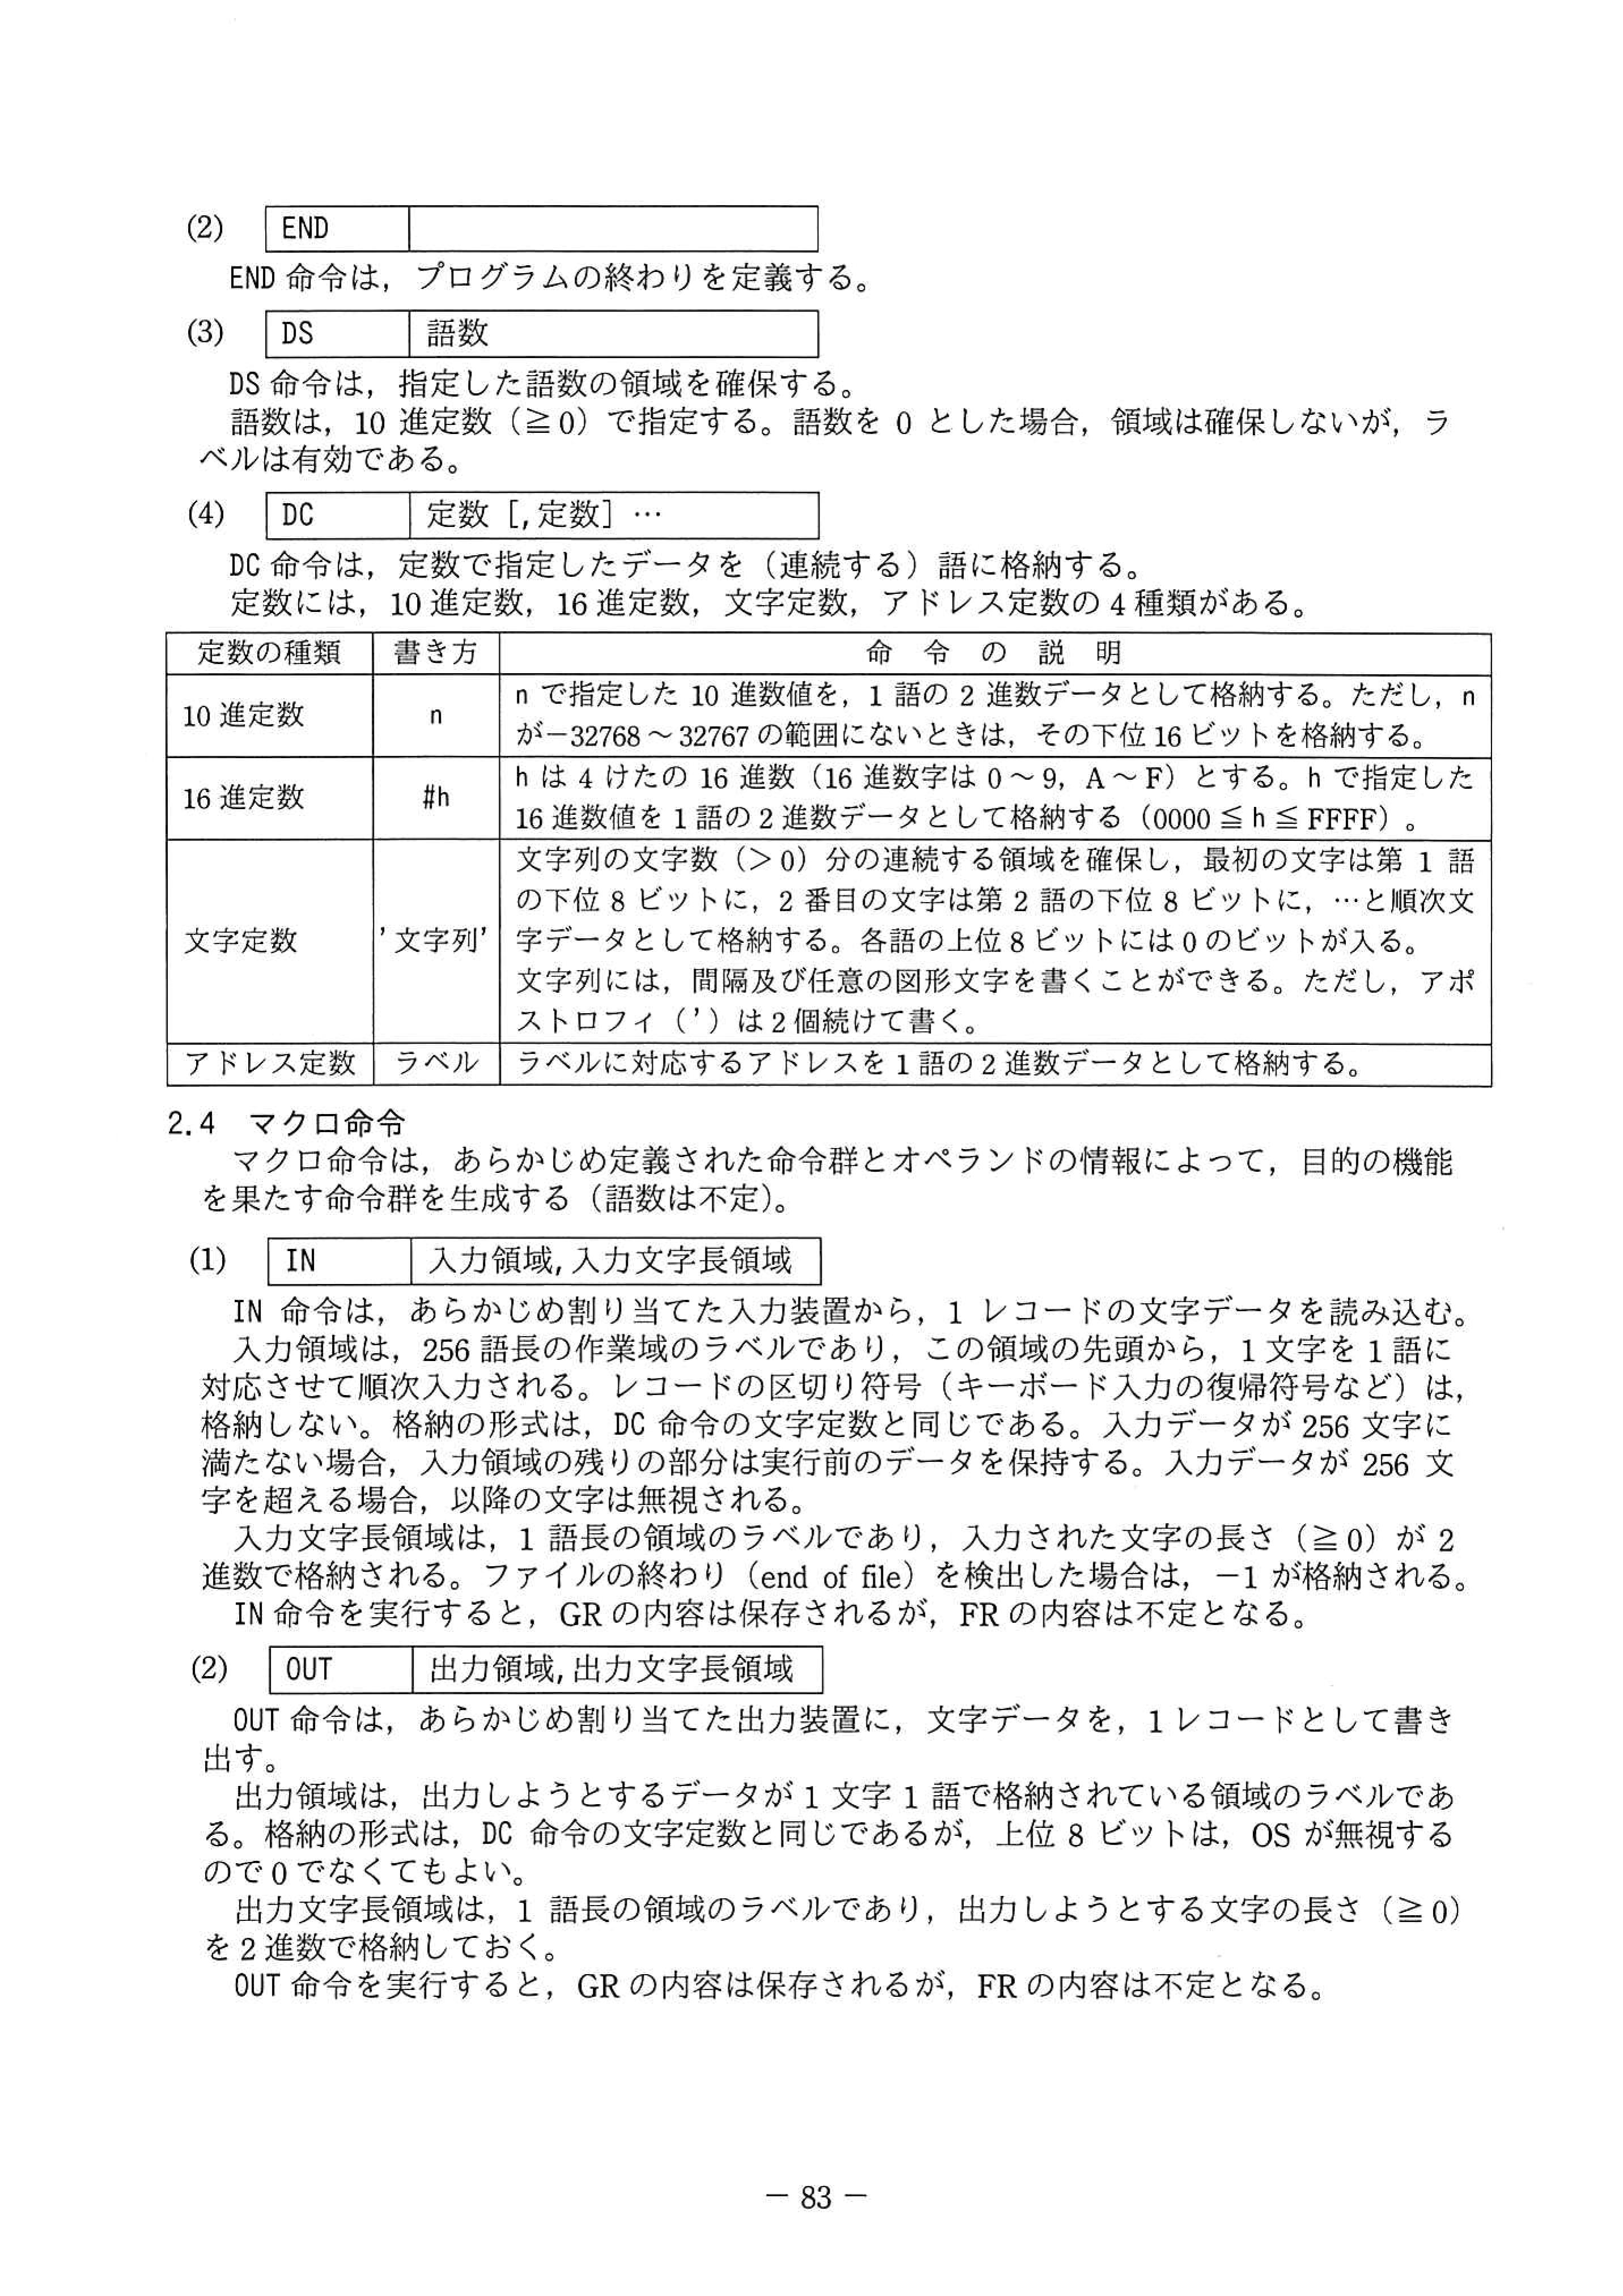 (2) END
END 命令は，プログラムの終わりを定義する。
(3) DS 語数
DS 命令は，指定した語数の領域を確保する。
語数は，10 進定数（≧0）で指定する。語数を 0 とした場合，領域は確保しないが，ラ
ベルは有効である。
(4) DC 定数［,定数］…
DC 命令は，定数で指定したデータを（連続する）語に格納する。
定数には，10 進定数，16 進定数，文字定数，アドレス定数の 4 種類がある。
定数の種類 書き方 命 令 の 説 明
10 進定数 n n で指定した 10 進数値を，1 語の 2 進数データとして格納する。ただし，n
が－32768～32767 の範囲にないときは，その下位 16 ビットを格納する。
16 進定数 #h h は 4 けたの 16 進数（16 進数字は 0～9，A～F）とする。h で指定した
16 進数値を 1 語の 2 進数データとして格納する（0000 ≦ h ≦ FFFF）。
文字定数 '文字列' 文字列の文字数（＞0）分の連続する領域を確保し，最初の文字は第 1 語
の下位 8 ビットに，2 番目の文字は第 2 語の下位 8 ビットに，…と順次文
字データとして格納する。各語の上位 8 ビットには 0 のビットが入る。
文字列には，間隔及び任意の図形文字を書くことができる。ただし，アポ
ストロフィ（'）は 2 個続けて書く。
アドレス定数 ラベル ラベルに対応するアドレスを 1 語の 2 進数データとして格納する。
2.4 マクロ命令
マクロ命令は，あらかじめ定義された命令群とオペランドの情報によって，目的の機能
を果たす命令群を生成する（語数は不定）。
(1) IN 入力領域,入力文字長領域
IN 命令は，あらかじめ割り当てた入力装置から，1 レコードの文字データを読み込む。
入力領域は，256 語長の作業域のラベルであり，この領域の先頭から，1 文字を 1 語に
対応させて順次入力される。レコードの区切り符号（キーボード入力の復帰符号など）は，
格納しない。格納の形式は，DC 命令の文字定数と同じである。入力データが 256 文字に
満たない場合，入力領域の残りの部分は実行前のデータを保持する。入力データが 256 文
字を超える場合，以降の文字は無視される。
入力文字長領域は，1 語長の領域のラベルであり，入力された文字の長さ（≧0）が 2
進数で格納される。ファイルの終わり（end of file）を検出した場合は，－1 が格納される。
IN 命令を実行すると，GR の内容は保存されるが，FR の内容は不定となる。
(2) OUT 出力領域,出力文字長領域
OUT 命令は，あらかじめ割り当てた出力装置に，文字データを，1 レコードとして書き
出す。
出力領域は，出力しようとするデータが 1 文字 1 語で格納されている領域のラベルであ
る。格納の形式は，DC 命令の文字定数と同じであるが，上位 8 ビットは，OS が無視する
ので 0 でなくてもよい。
出力文字長領域は，1 語長の領域のラベルであり，出力しようとする文字の長さ（≧0）
を 2 進数で格納しておく。
OUT 命令を実行すると，GR の内容は保存されるが，FR の内容は不定となる。
－ 83 －